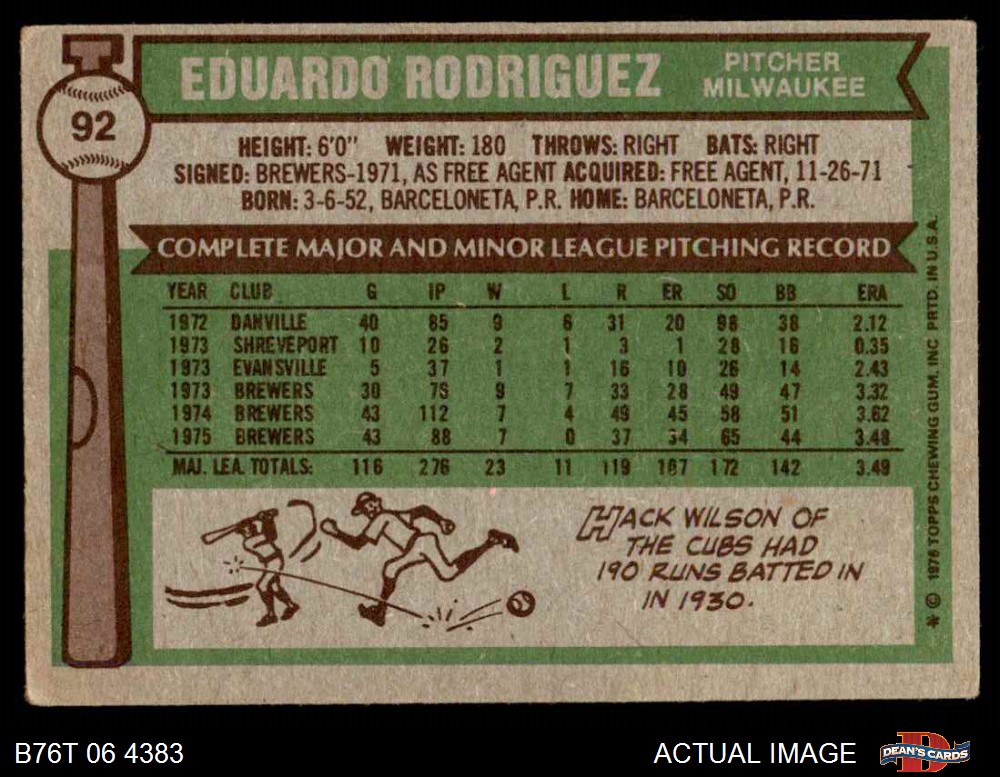 92
EDUARDO RODRIGUEZ
PITCHER
MILWAUKEE
HEIGHT: 6'0" WEIGHT: 180 THROWS: RIGHT BATS: RIGHT
SIGNED: BREWERS-1971, AS FREE AGENT ACQUIRED: FREE AGENT, 11-26-71
BORN: 3-6-52, BARCELONETA, P.R. HOME: BARCELONETA, P.R.
COMPLETE MAJOR AND MINOR LEAGUE PITCHING RECORD
YEAR CLUB G IP W L R ER SO BB ERA
1972 DANVILLE 40 85 9 6 31 20 98 38 2.12
1973 SHREVEPORT 10 26 2 1 3 1 28 16 0.35
1973 EVANSVILLE 5 37 1 1 16 10 26 14 2.43
1973 BREWERS 30 76 9 7 33 28 49 47 3.32
1974 BREWERS 43 112 7 4 49 45 58 51 3.62
1975 BREWERS 43 88 7 0 37 34 65 44 3.48
MAJ. LEA. TOTALS: 116 276 23 11 119 107 172 142 3.49
HACK WILSON OF
THE CUBS HAD
190 RUNS BATTED IN
IN 1930.
* © 1976 TOPPS CHEWING GUM, INC. PRTD. IN U.S.A.
B76T 06 4383
ACTUAL IMAGE
DEAN'S CARDS